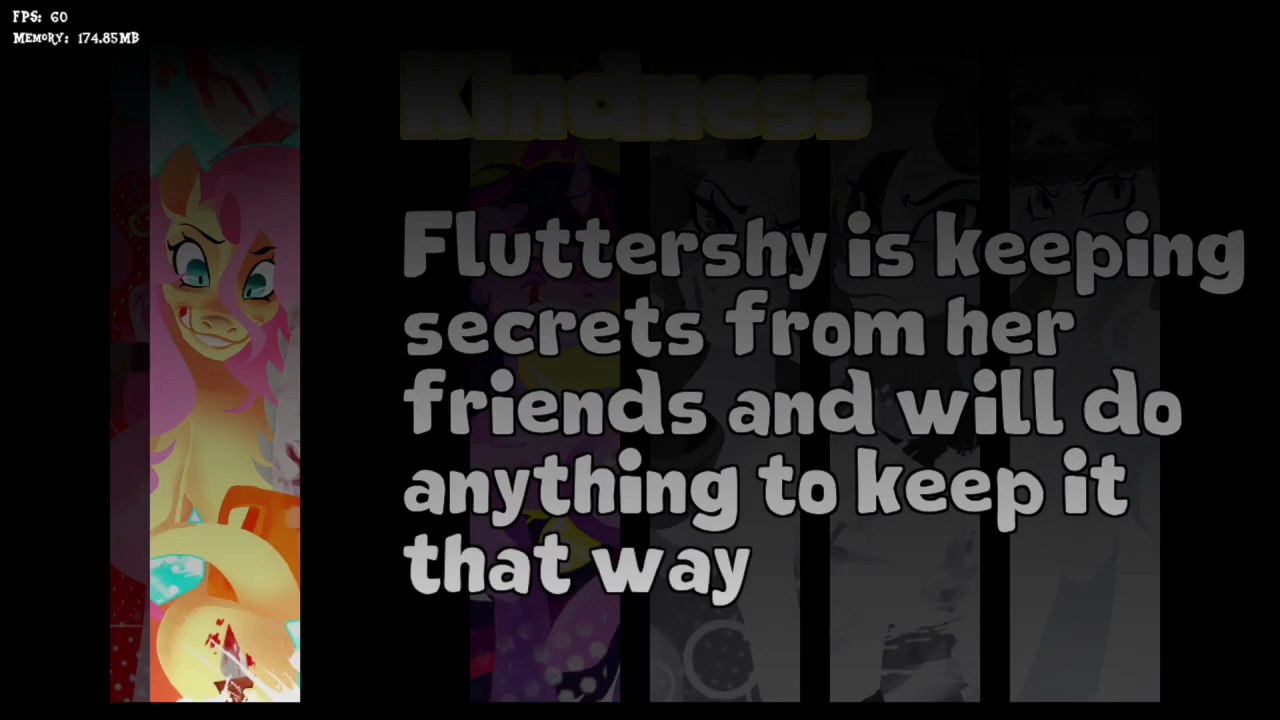 FPS: 60
Memory: 174.85MB
Kindness
Fluttershy is keeping
secrets from her
friends and will do
anything to keep it
that way